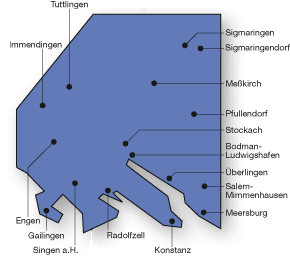 Tuttlingen
Immendingen
Sigmaringen
Sigmaringendorf
Meßkirch
Pfullendorf
Stockach
Bodman-
Ludwigshafen
Überlingen
Salem-
Mimmenhausen
Meersburg
Engen
Gailingen
Singen a.H.
Radolfzell
Konstanz